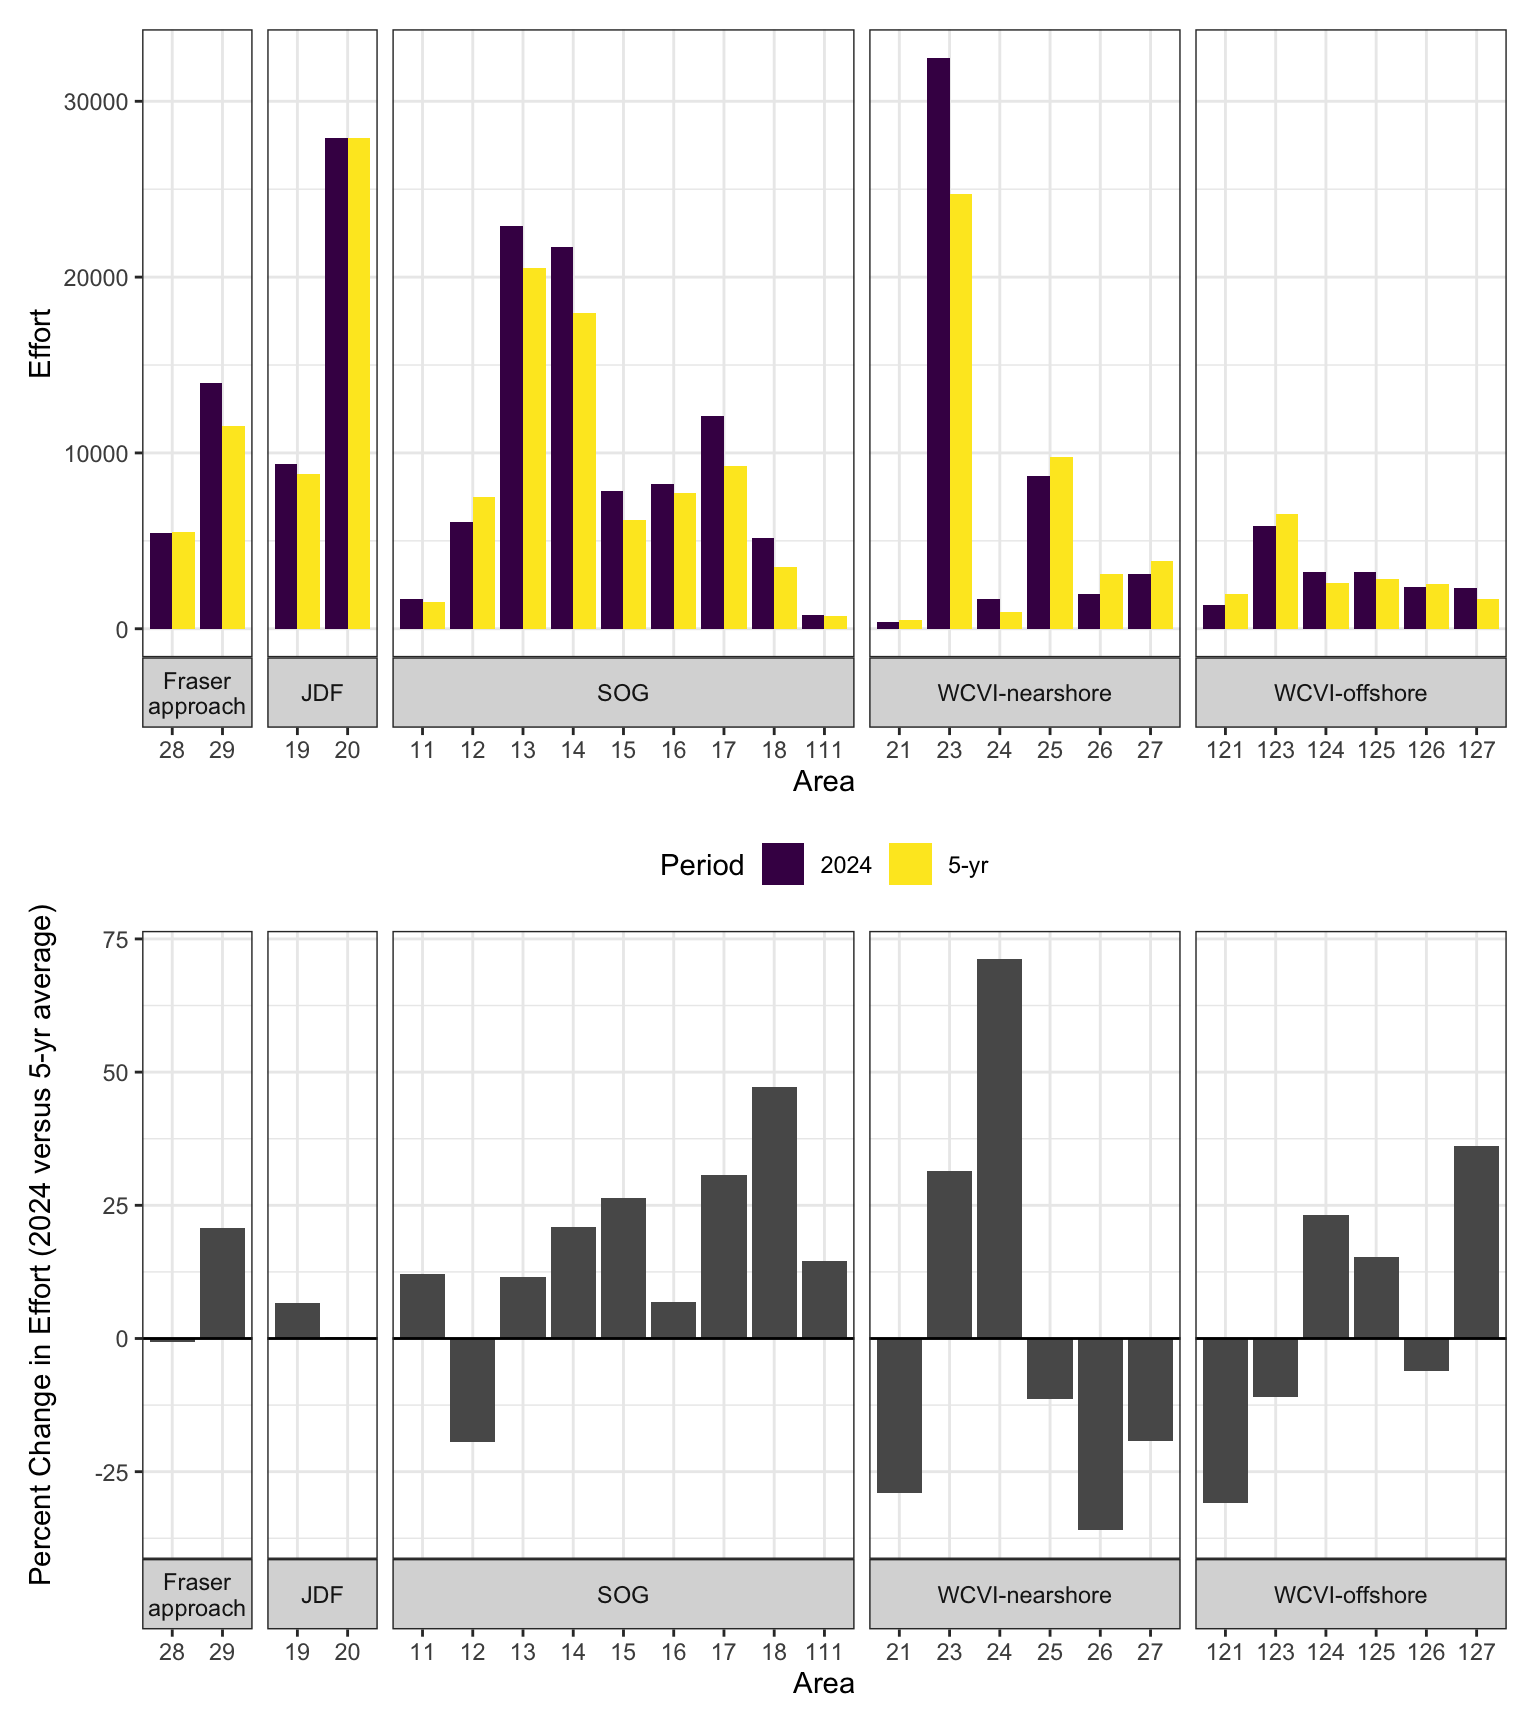 Effort
30000
20000
10000
0
Fraser
approach
JDF
SOG
WCVI-nearshore
WCVI-offshore
28 29 19 20 11 12 13 14 15 16 17 18 111 21 23 24 25 26 27 121 123 124 125 126 127
Area
Period 2024 5-yr
Percent Change in Effort (2024 versus 5-yr average)
75
50
25
0
-25
Fraser
approach
JDF
SOG
WCVI-nearshore
WCVI-offshore
28 29 19 20 11 12 13 14 15 16 17 18 111 21 23 24 25 26 27 121 123 124 125 126 127
Area